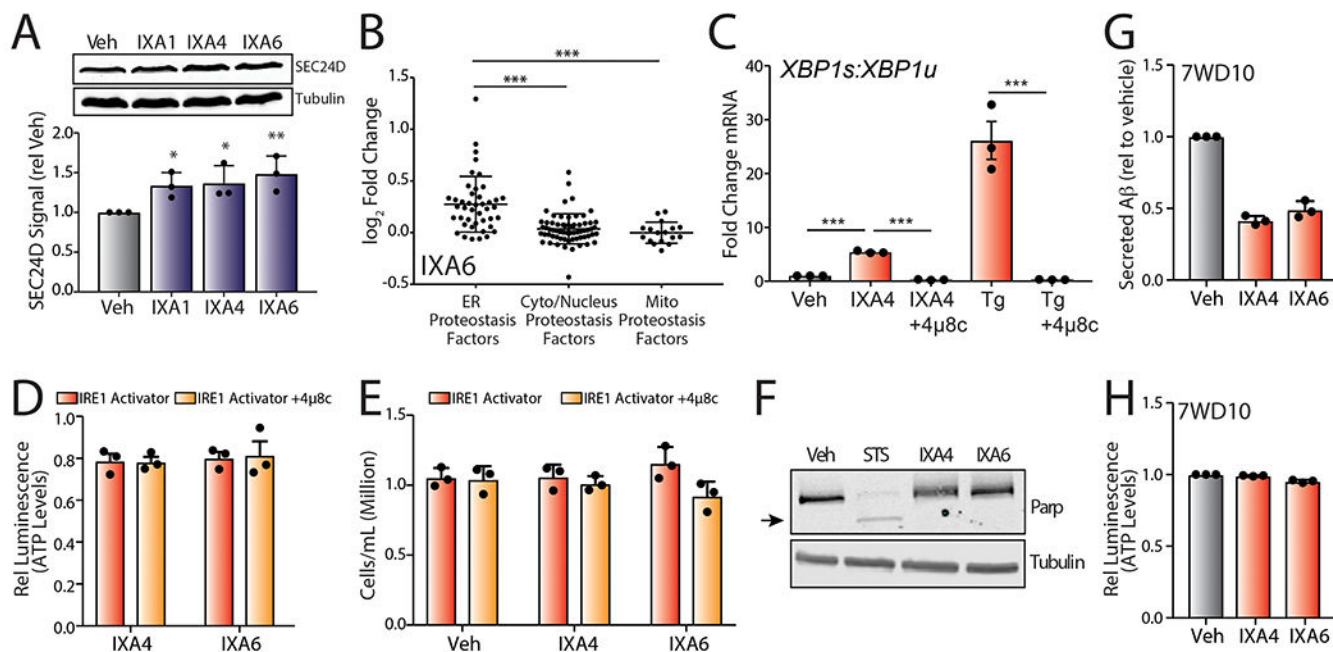 A
Veh IXA1 IXA4 IXA6
SEC24D
Tubulin
SEC24D Signal (rel Veh)
2.0
1.5
1.0
0.5
0
* * **
Veh IXA1 IXA4 IXA6
B
***
***
log2 Fold Change
1.5
1.0
0.5
0.0
-0.5
IXA6
ER Cyto/Nucleus Mito
Proteostasis Proteostasis Proteostasis
Factors Factors Factors
C
XBP1s:XBP1u
Fold Change mRNA
40
30
20
10
0
*** *** ***
Veh IXA4 IXA4 Tg Tg
+4µ8c +4µ8c
G
7WD10
Secreted Aβ (rel to vehicle)
1.5
1.0
0.5
0.0
Veh IXA4 IXA6
D
IRE1 Activator IRE1 Activator +4µ8c
Rel Luminescence
(ATP Levels)
1.0
0.8
0.6
0.4
0.2
0.0
IXA4 IXA6
E
IRE1 Activator IRE1 Activator +4µ8c
Cells/mL (Million)
1.5
1.0
0.5
0.0
Veh IXA4 IXA6
F
Veh STS IXA4 IXA6
Parp
Tubulin
H
7WD10
Rel Luminescence
(ATP Levels)
1.5
1.0
0.5
0.0
Veh IXA4 IXA6